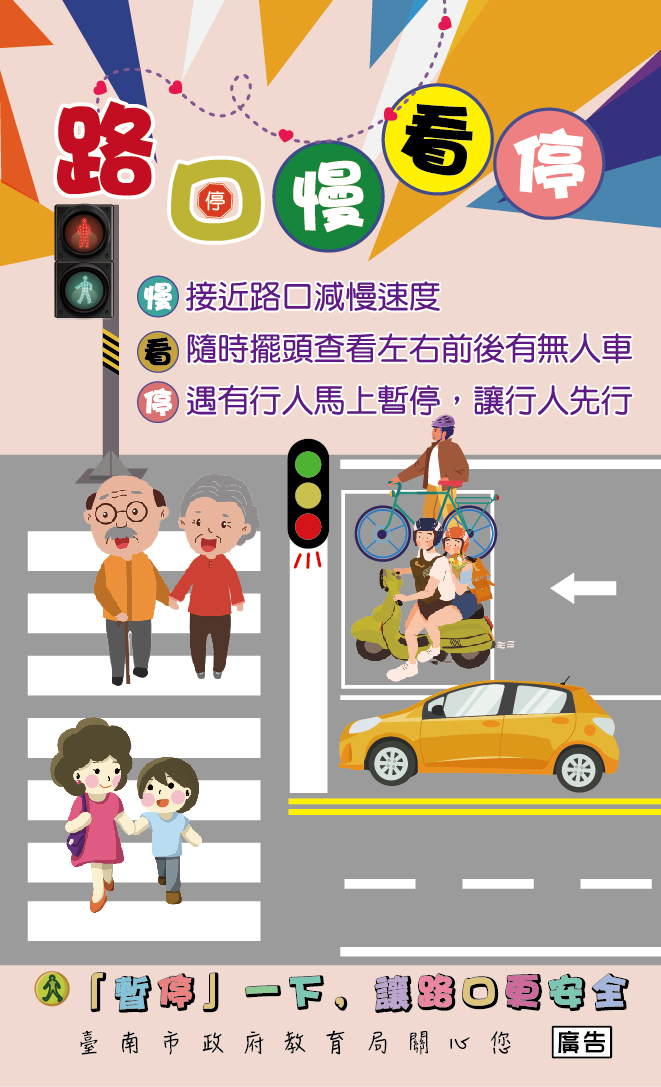 路口慢看停
停
慢 接近路口減慢速度
看 隨時擺頭查看左右前後有無人車
停 遇有行人馬上暫停，讓行人先行
「暫停」一下、讓路口更安全
臺南市政府教育局關心您 廣告